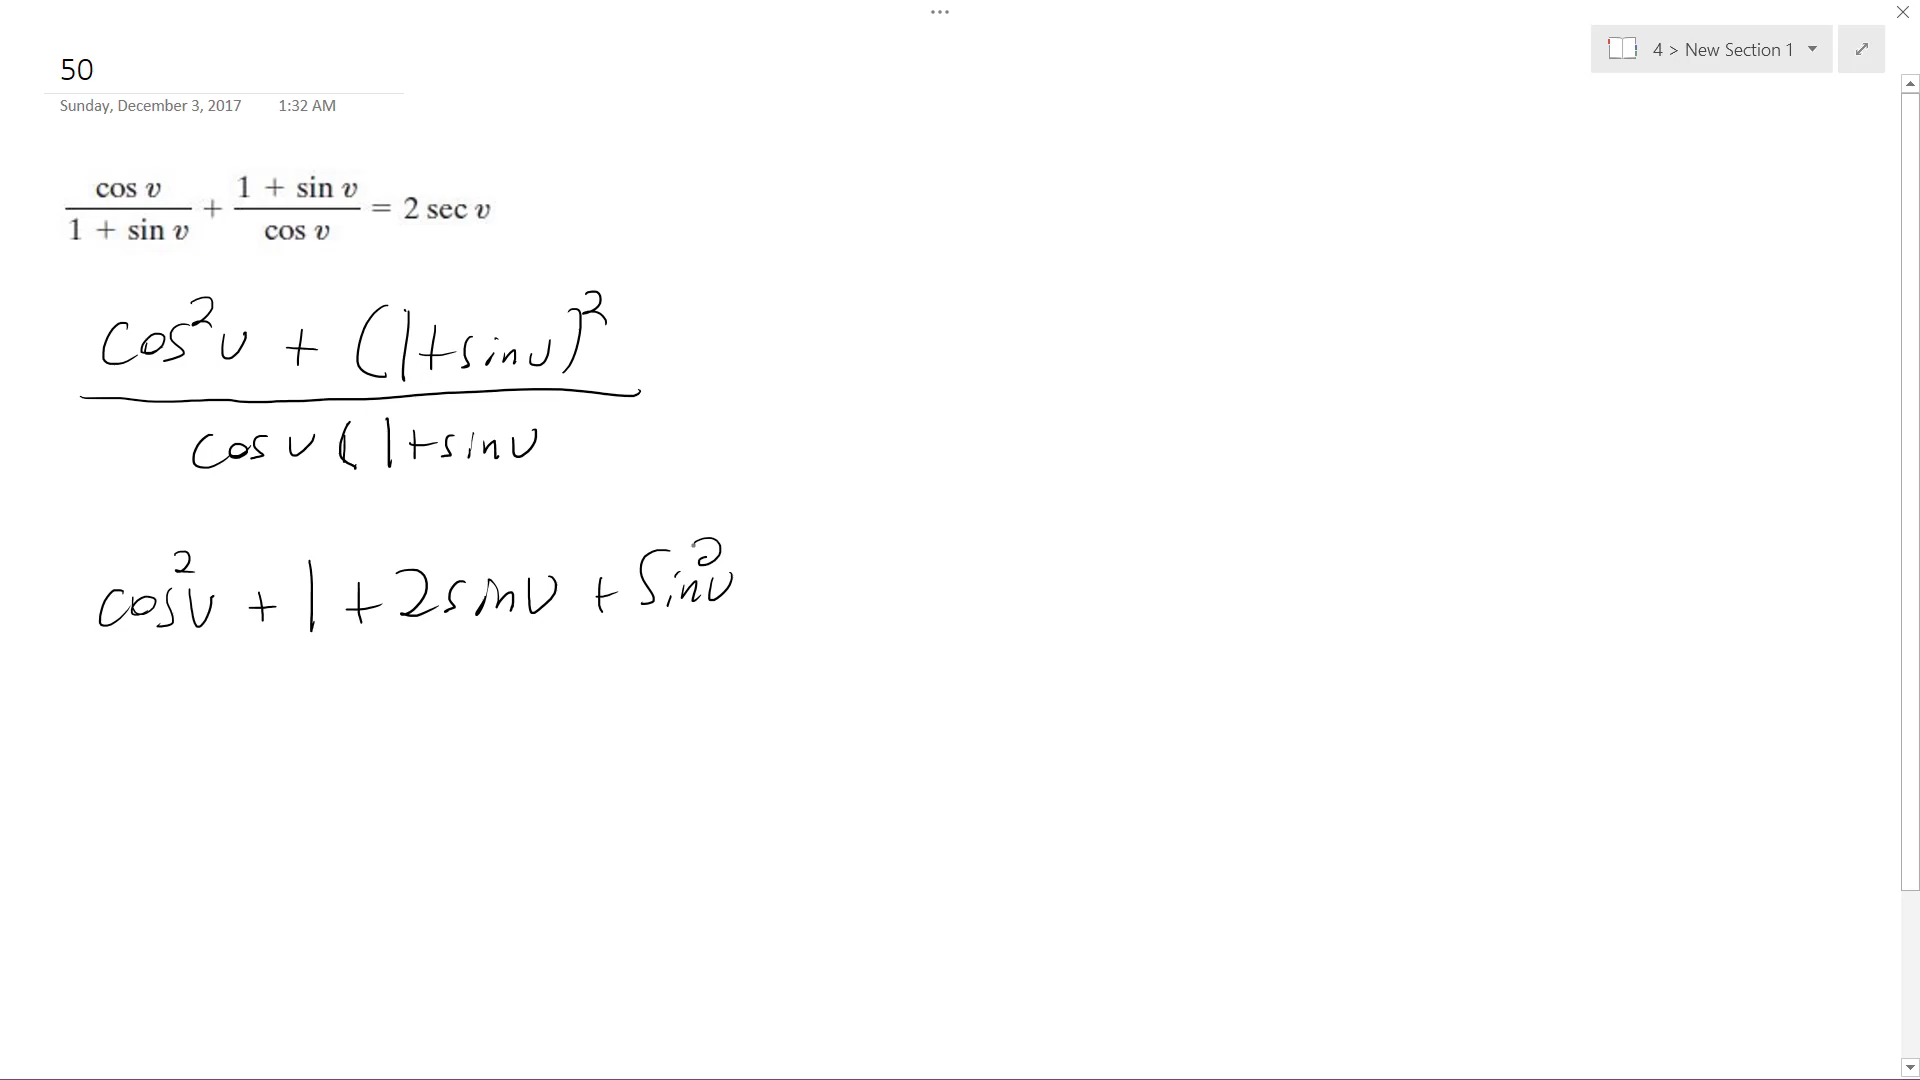 ...
4 > New Section 1
50
Sunday, December 3, 2017 1:32 AM
cos v / 1 + sin v + 1 + sin v / cos v = 2 sec v
cos²v + (1+sinv)²
cosv(1+sinv
cos²v + 1 + 2sinv + sin²v